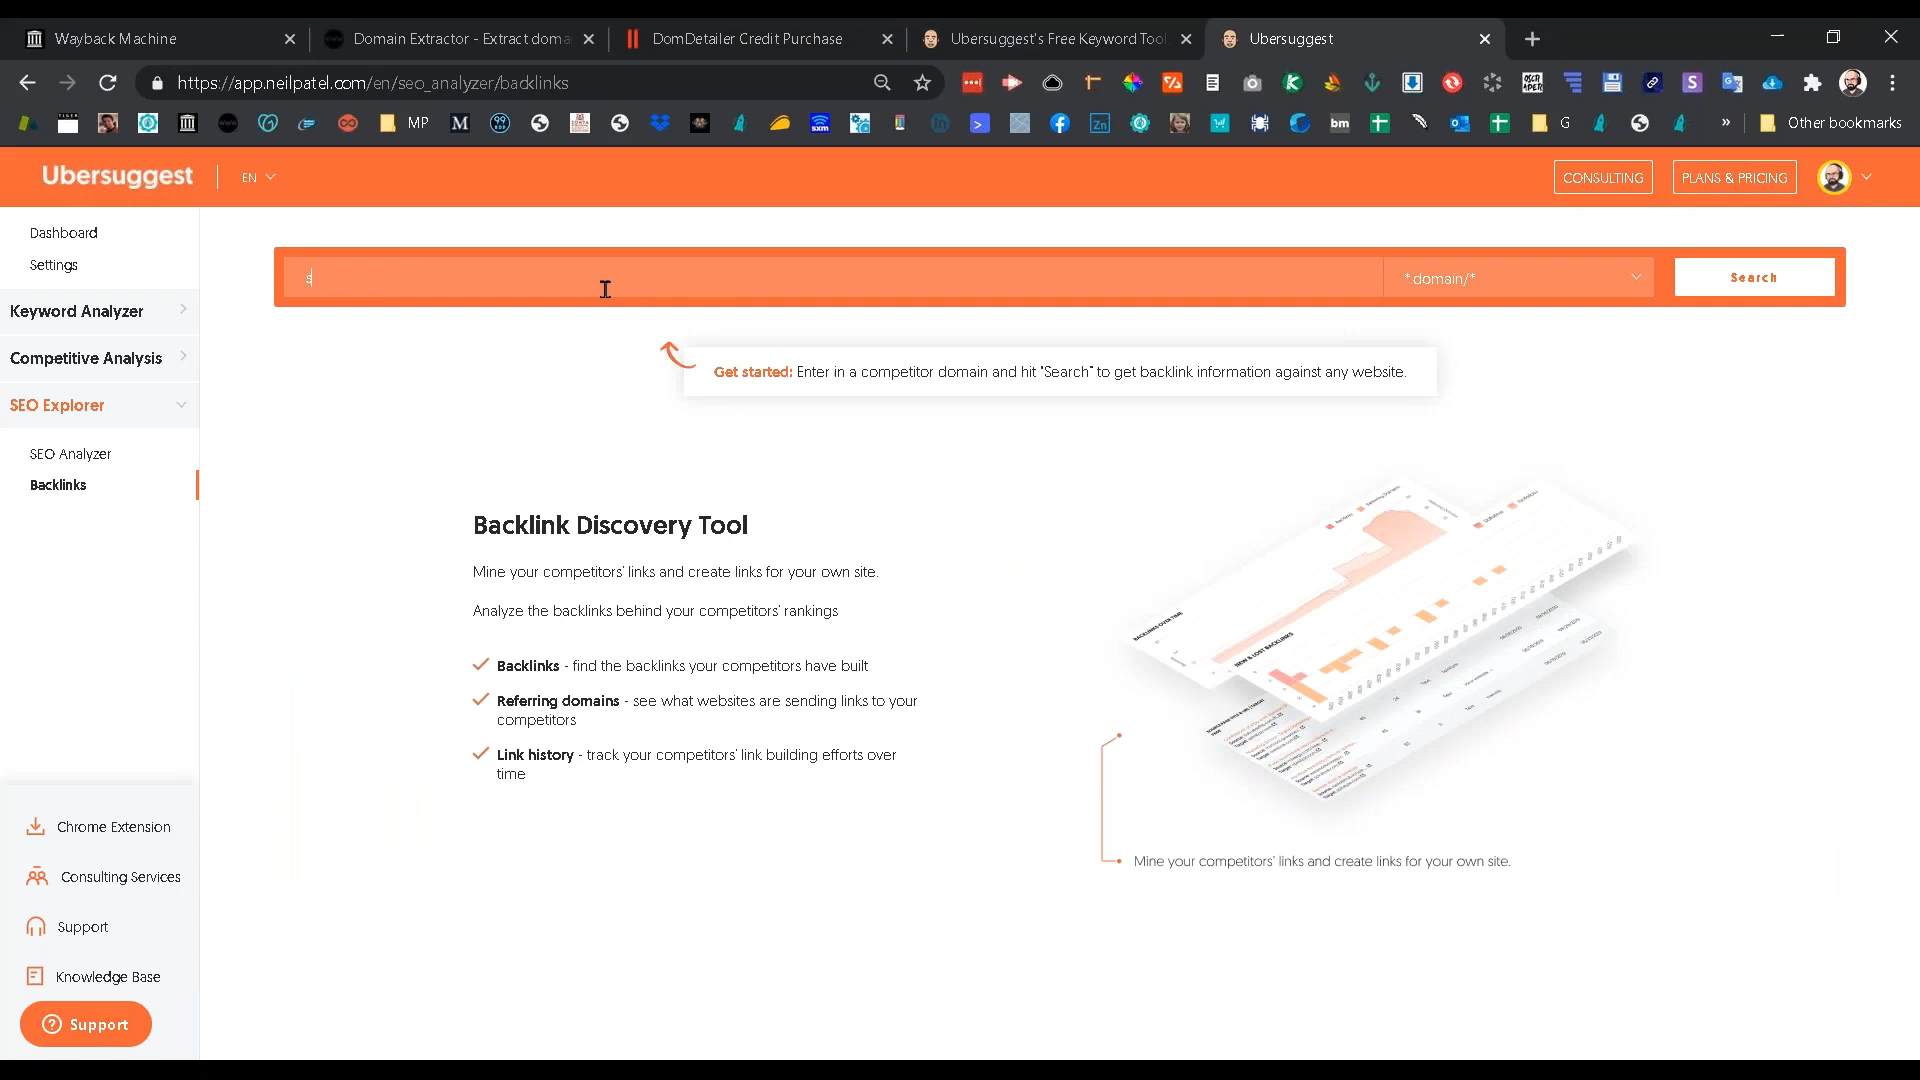 Wayback Machine
Domain Extractor - Extract doma
DomDetailer Credit Purchase
Ubersuggest's Free Keyword Tool
Ubersuggest
https://app.neilpatel.com/en/seo_analyzer/backlinks
MP
G
Other bookmarks
Ubersuggest
EN
CONSULTING
PLANS & PRICING
Dashboard
Settings
Keyword Analyzer
Competitive Analysis
SEO Explorer
SEO Analyzer
Backlinks
s
*.domain/*
Search
Get started: Enter in a competitor domain and hit "Search" to get backlink information against any website.
Backlink Discovery Tool
Mine your competitors' links and create links for your own site.
Analyze the backlinks behind your competitors' rankings
Backlinks - find the backlinks your competitors have built
Referring domains - see what websites are sending links to your
competitors
Link history - track your competitors' link building efforts over
time
BACKLINKS OVER TIME
NEW & LOST BACKLINKS
Mine your competitors' links and create links for your own site.
Chrome Extension
Consulting Services
Support
Knowledge Base
Support